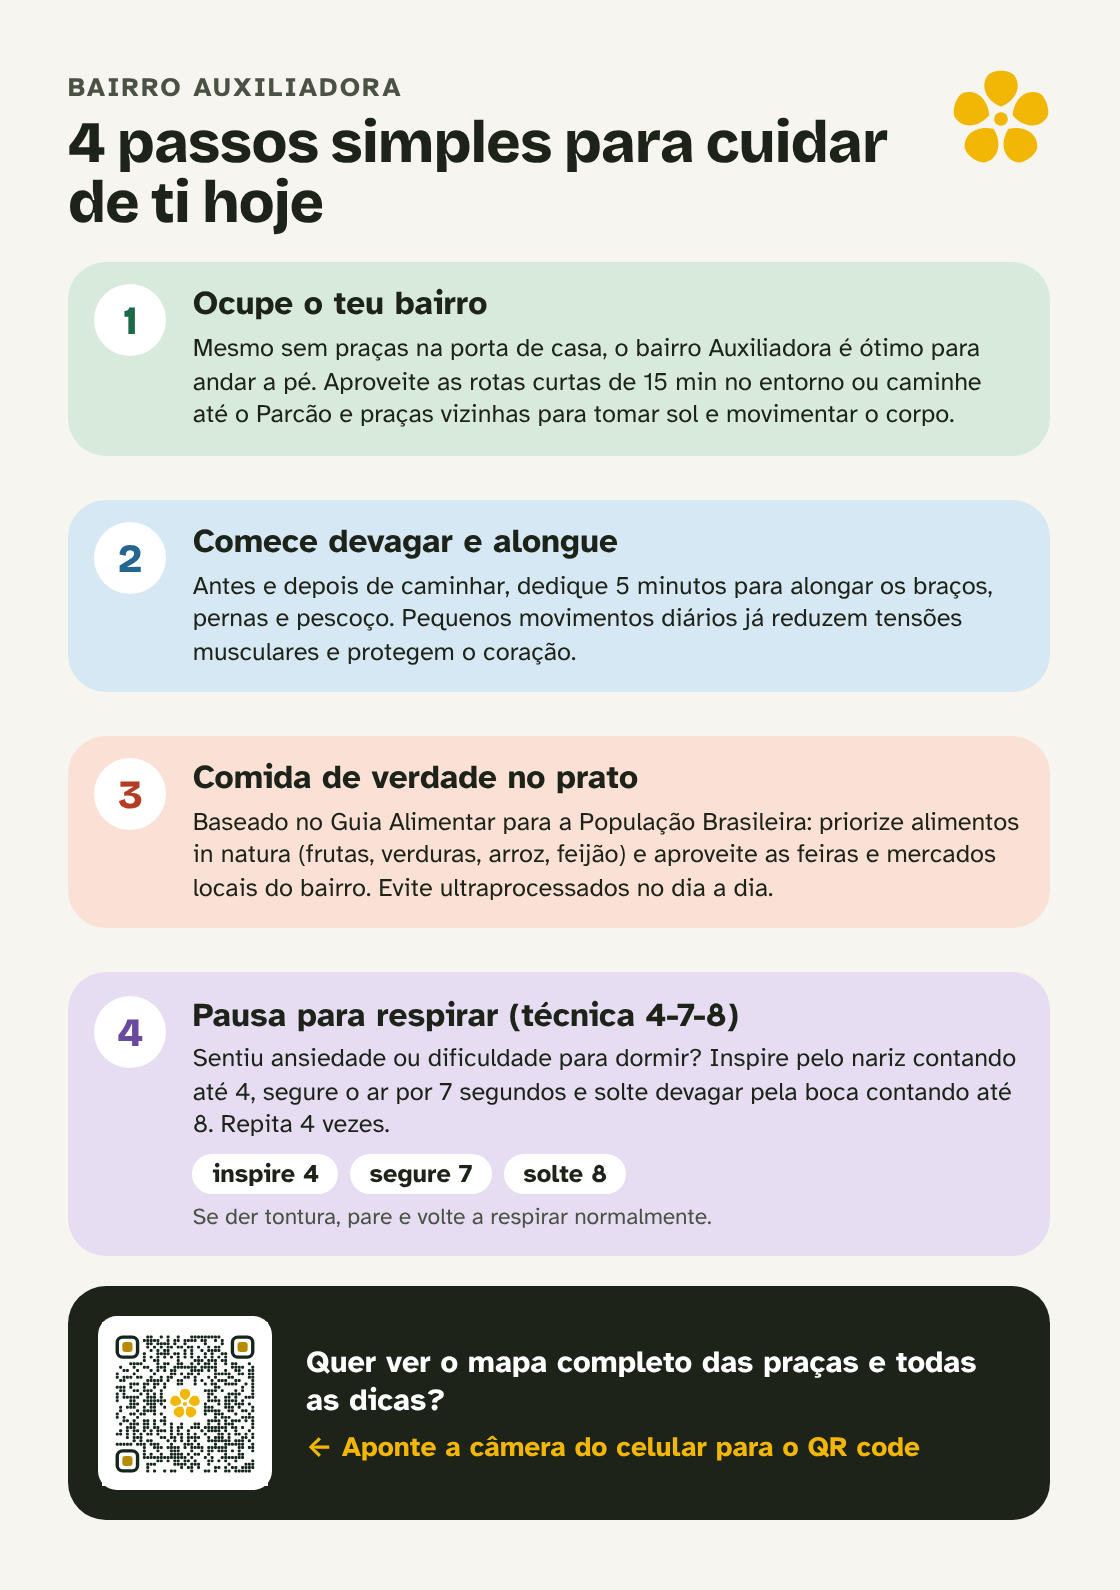 BAIRRO AUXILIADORA
4 passos simples para cuidar
de ti hoje
1
Ocupe o teu bairro
Mesmo sem praças na porta de casa, o bairro Auxiliadora é ótimo para
andar a pé. Aproveite as rotas curtas de 15 min no entorno ou caminhe
até o Parcão e praças vizinhas para tomar sol e movimentar o corpo.
2
Comece devagar e alongue
Antes e depois de caminhar, dedique 5 minutos para alongar os braços,
pernas e pescoço. Pequenos movimentos diários já reduzem tensões
musculares e protegem o coração.
3
Comida de verdade no prato
Baseado no Guia Alimentar para a População Brasileira: priorize alimentos
in natura (frutas, verduras, arroz, feijão) e aproveite as feiras e mercados
locais do bairro. Evite ultraprocessados no dia a dia.
4
Pausa para respirar (técnica 4-7-8)
Sentiu ansiedade ou dificuldade para dormir? Inspire pelo nariz contando
até 4, segure o ar por 7 segundos e solte devagar pela boca contando até
8. Repita 4 vezes.
inspire 4 segure 7 solte 8
Se der tontura, pare e volte a respirar normalmente.
Quer ver o mapa completo das praças e todas
as dicas?
← Aponte a câmera do celular para o QR code